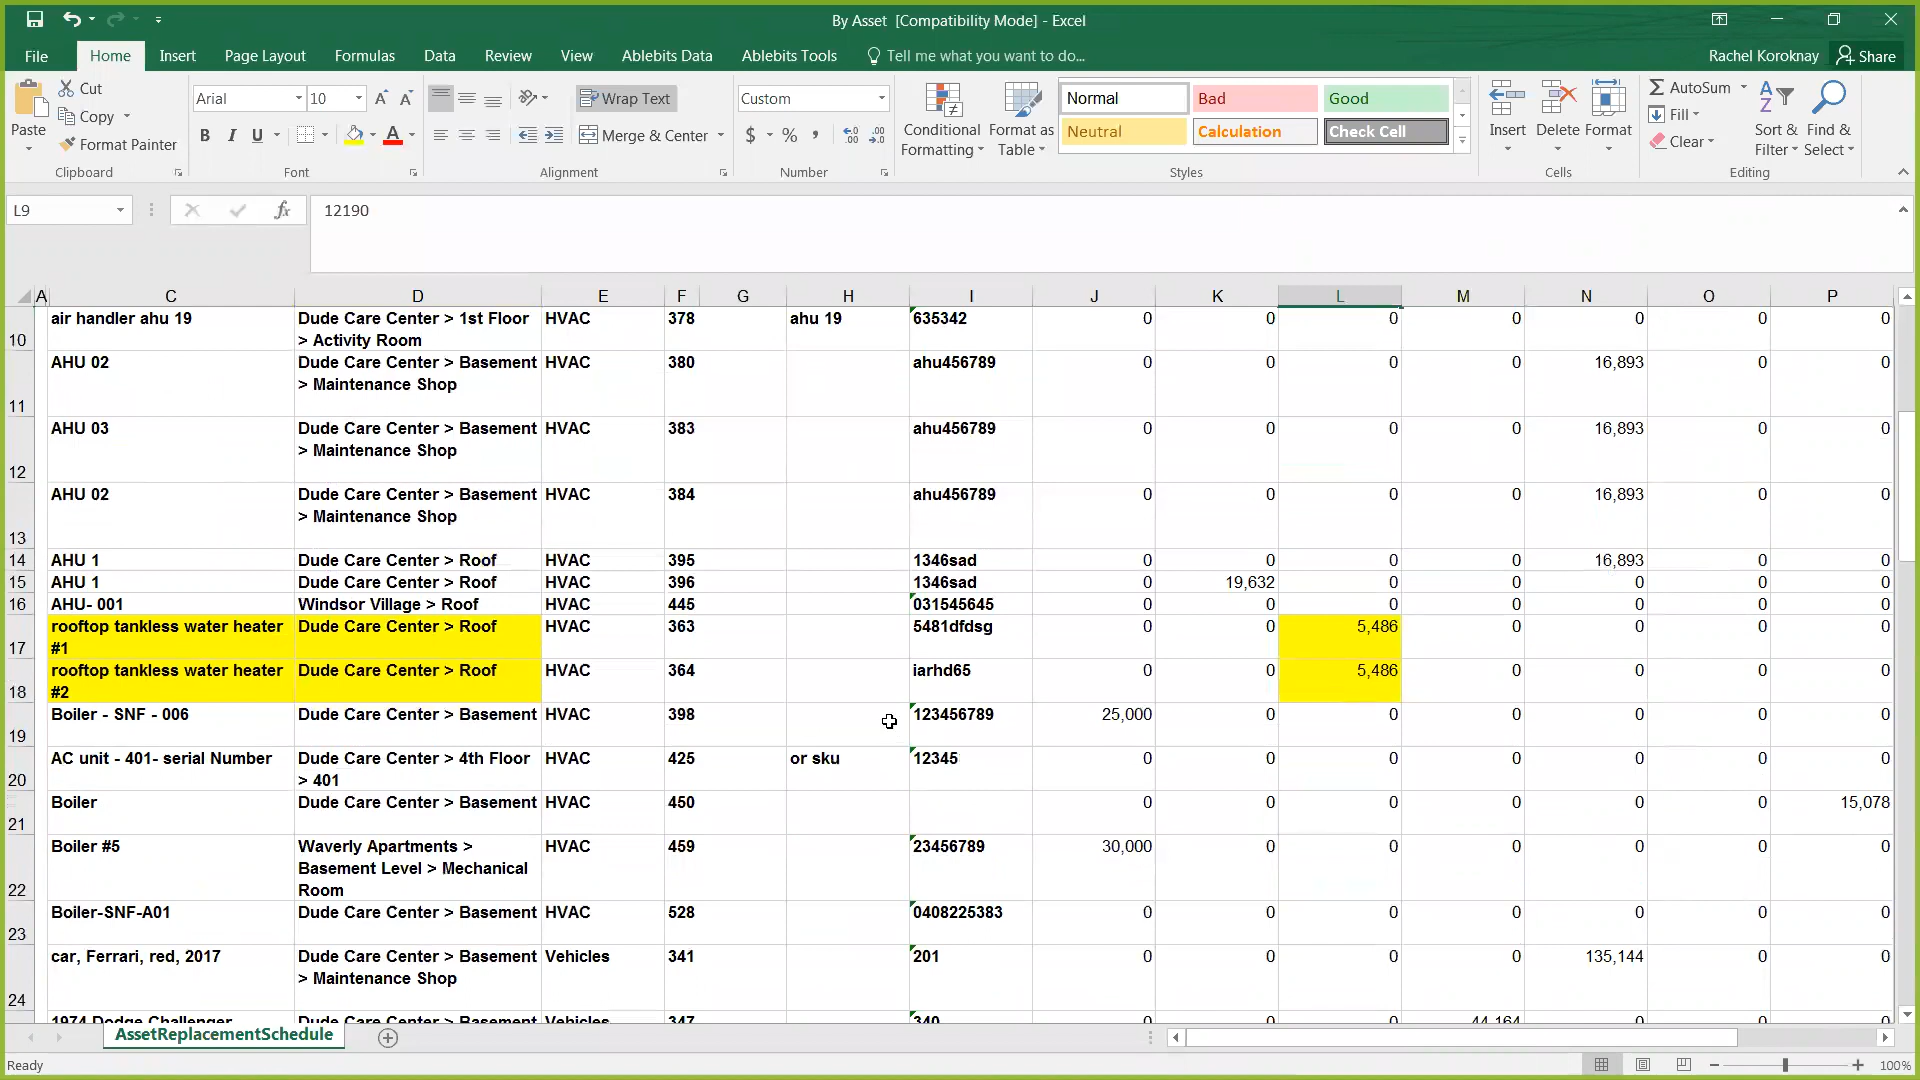 By Asset [Compatibility Mode] - Excel
File Home Insert Page Layout Formulas Data Review View Ablebits Data Ablebits Tools Tell me what you want to do... Rachel Koroknay Share
Cut
Copy
Format Painter
Paste
Clipboard
Arial 10
B I U
Font
Wrap Text
Merge & Center
Alignment
Custom
$ % ,
Number
Conditional Formatting
Format as Table
Normal Bad Good
Neutral Calculation Check Cell
Styles
Insert Delete Format
Cells
AutoSum
Fill
Clear
Sort & Filter
Find & Select
Editing
L9 fx 12190
A C D E F G H I J K L M N O P
10 air handler ahu 19 Dude Care Center > 1st Floor > Activity Room HVAC 378 ahu 19 635342 0 0 0 0 0 0 0
11 AHU 02 Dude Care Center > Basement > Maintenance Shop HVAC 380 ahu456789 0 0 0 0 16,893 0 0
12 AHU 03 Dude Care Center > Basement > Maintenance Shop HVAC 383 ahu456789 0 0 0 0 16,893 0 0
13 AHU 02 Dude Care Center > Basement > Maintenance Shop HVAC 384 ahu456789 0 0 0 0 16,893 0 0
14 AHU 1 Dude Care Center > Roof HVAC 395 1346sad 0 0 0 0 16,893 0 0
15 AHU 1 Dude Care Center > Roof HVAC 396 1346sad 0 19,632 0 0 0 0 0
16 AHU- 001 Windsor Village > Roof HVAC 445 031545645 0 0 0 0 0 0 0
17 rooftop tankless water heater #1 Dude Care Center > Roof HVAC 363 5481dfdsg 0 0 5,486 0 0 0 0
18 rooftop tankless water heater #2 Dude Care Center > Roof HVAC 364 iarhd65 0 0 5,486 0 0 0 0
19 Boiler - SNF - 006 Dude Care Center > Basement HVAC 398 123456789 25,000 0 0 0 0 0 0
20 AC unit - 401- serial Number Dude Care Center > 4th Floor > 401 HVAC 425 or sku 12345 0 0 0 0 0 0 0
21 Boiler Dude Care Center > Basement HVAC 450 0 0 0 0 0 0 15,078
22 Boiler #5 Waverly Apartments > Basement Level > Mechanical Room HVAC 459 23456789 30,000 0 0 0 0 0 0
23 Boiler-SNF-A01 Dude Care Center > Basement HVAC 528 0408225383 0 0 0 0 0 0 0
24 car, Ferrari, red, 2017 Dude Care Center > Basement > Maintenance Shop Vehicles 341 201 0 0 0 0 135,144 0 0
1974 Dodge Challenger Dude Care Center > Basement Vehicles 347 340 0 0 0 44,164 0 0 0
AssetReplacementSchedule
Ready 100%